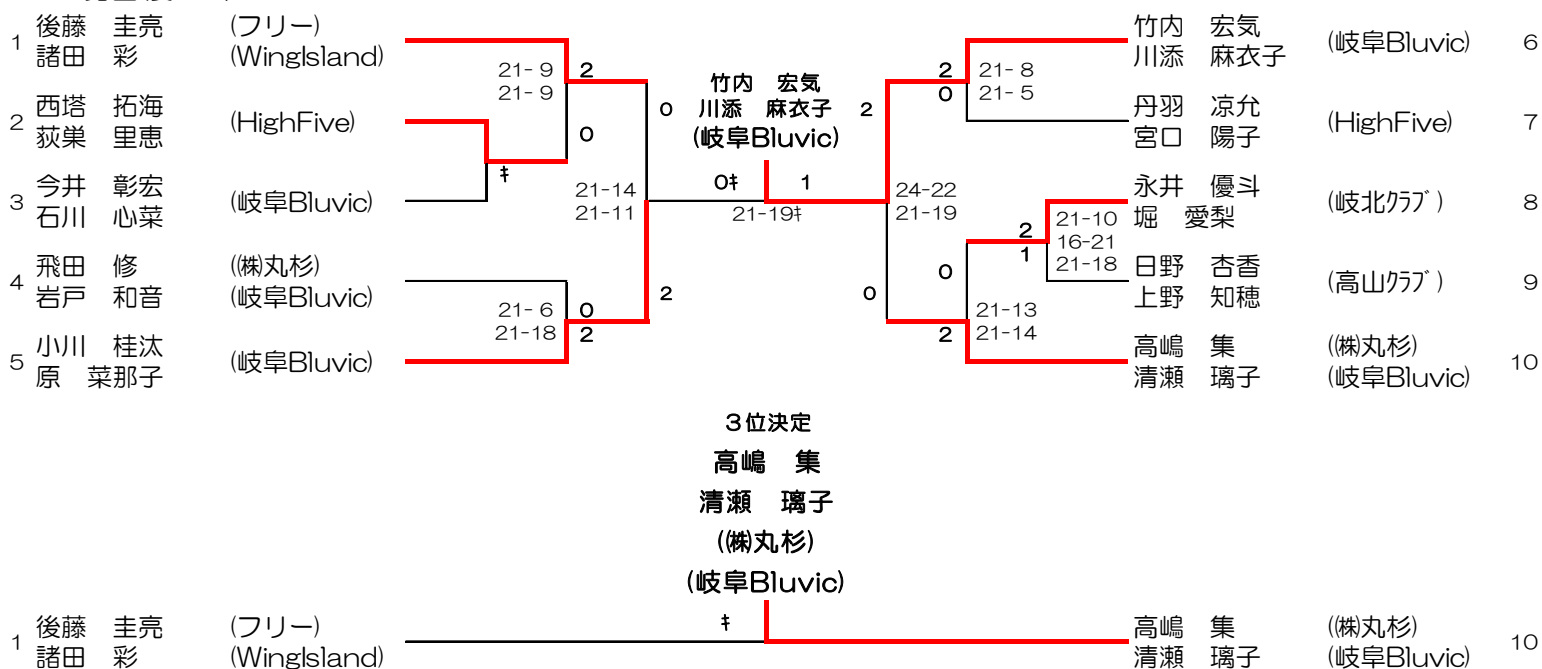 1 後藤 圭亮 (フリー)
諸田 彩 (WingIsland)
2 西塔 拓海 (HighFive)
荻巣 里恵
3 今井 彰宏 (岐阜Bluvic)
石川 心菜
4 飛田 修 (㈱丸杉)
岩戸 和音 (岐阜Bluvic)
5 小川 桂汰 (岐阜Bluvic)
原 菜那子
21- 9 2
21- 9
0
ｷ
21- 6 0
21-18 2
0
21-14
21-11
2
竹内 宏気
川添 麻衣子
(岐阜Bluvic)
0ｷ 1
21-19ｷ
2
24-22
21-19
0
2 21- 8
0 21- 5
2 21-10
1 16-21
21-18
0
21-13
2 21-14
竹内 宏気 (岐阜Bluvic) 6
川添 麻衣子
丹羽 凉允 (HighFive) 7
宮口 陽子
永井 優斗 (岐北ｸﾗﾌﾞ) 8
堀 愛梨
日野 杏香 (高山ｸﾗﾌﾞ) 9
上野 知穂
高嶋 集 (㈱丸杉) 10
清瀬 璃子 (岐阜Bluvic)
３位決定
高嶋 集
清瀬 璃子
(㈱丸杉)
(岐阜Bluvic)
1 後藤 圭亮 (フリー)
諸田 彩 (WingIsland)
ｷ
高嶋 集 (㈱丸杉) 10
清瀬 璃子 (岐阜Bluvic)